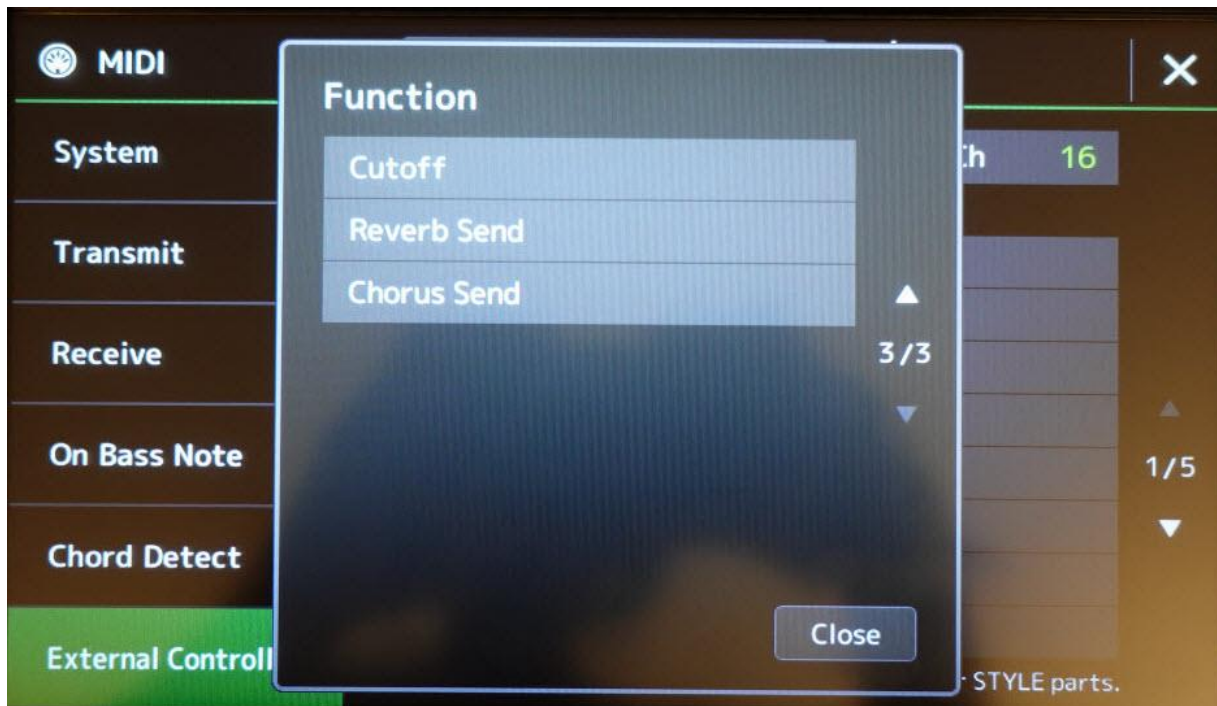 MIDI
System
Transmit
Receive
On Bass Note
Chord Detect
External Controll
Function
Cutoff
Reverb Send
Chorus Send
3/3
Close
Ch 16
1/5
STYLE parts.